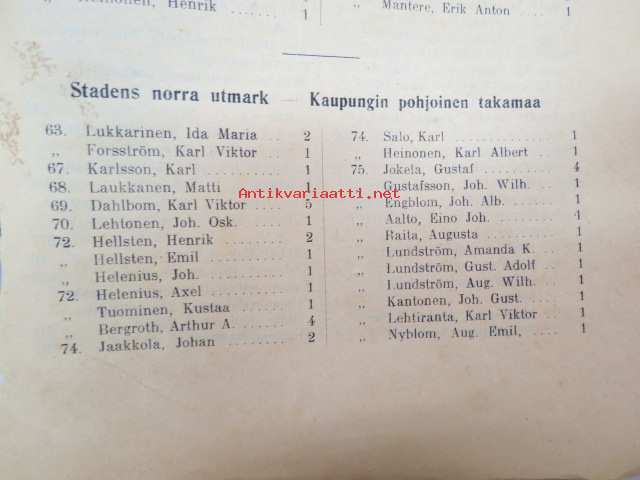 „ Heinonen, Henrik ........ 1
„ Mantere, Erik Anton .... 1
Stadens norra utmark — Kaupungin pohjoinen takamaa
63. Lukkarinen, Ida Maria .. 2
„ Forsström, Karl Viktor .. 1
67. Karlsson, Karl .......... 1
68. Laukkanen, Matti ........ 1
69. Dahlbom, Karl Viktor .... 5
70. Lehtonen, Joh. Osk. ...... 1
72. Hellsten, Henrik ........ 2
„ Hellsten, Emil .......... 1
„ Helenius, Joh. .......... 1
72. Helenius, Axel .......... 1
„ Tuominen, Kustaa ........ 1
„ Bergroth, Arthur A. ...... 4
74. Jaakkola, Johan ........ 2
74. Salo, Karl .............. 1
„ Heinonen, Karl Albert .. 1
75. Jokela, Gustaf .......... 4
„ Gustafsson, Joh. Wilh. .. 1
„ Engblom, Joh. Alb. ...... 1
„ Aalto, Eino Joh. ........ 4
„ Raita, Augusta .......... 1
„ Lundström, Amanda K. .... 1
„ Lundström, Gust. Adolf .. 1
„ Lundström, Aug. Wilh. .. 1
„ Kantonen, Joh. Gust. .... 1
„ Lehtiranta, Karl Viktor .. 1
„ Nyblom, Aug. Emil, .... 1
Antikvariaatti.net